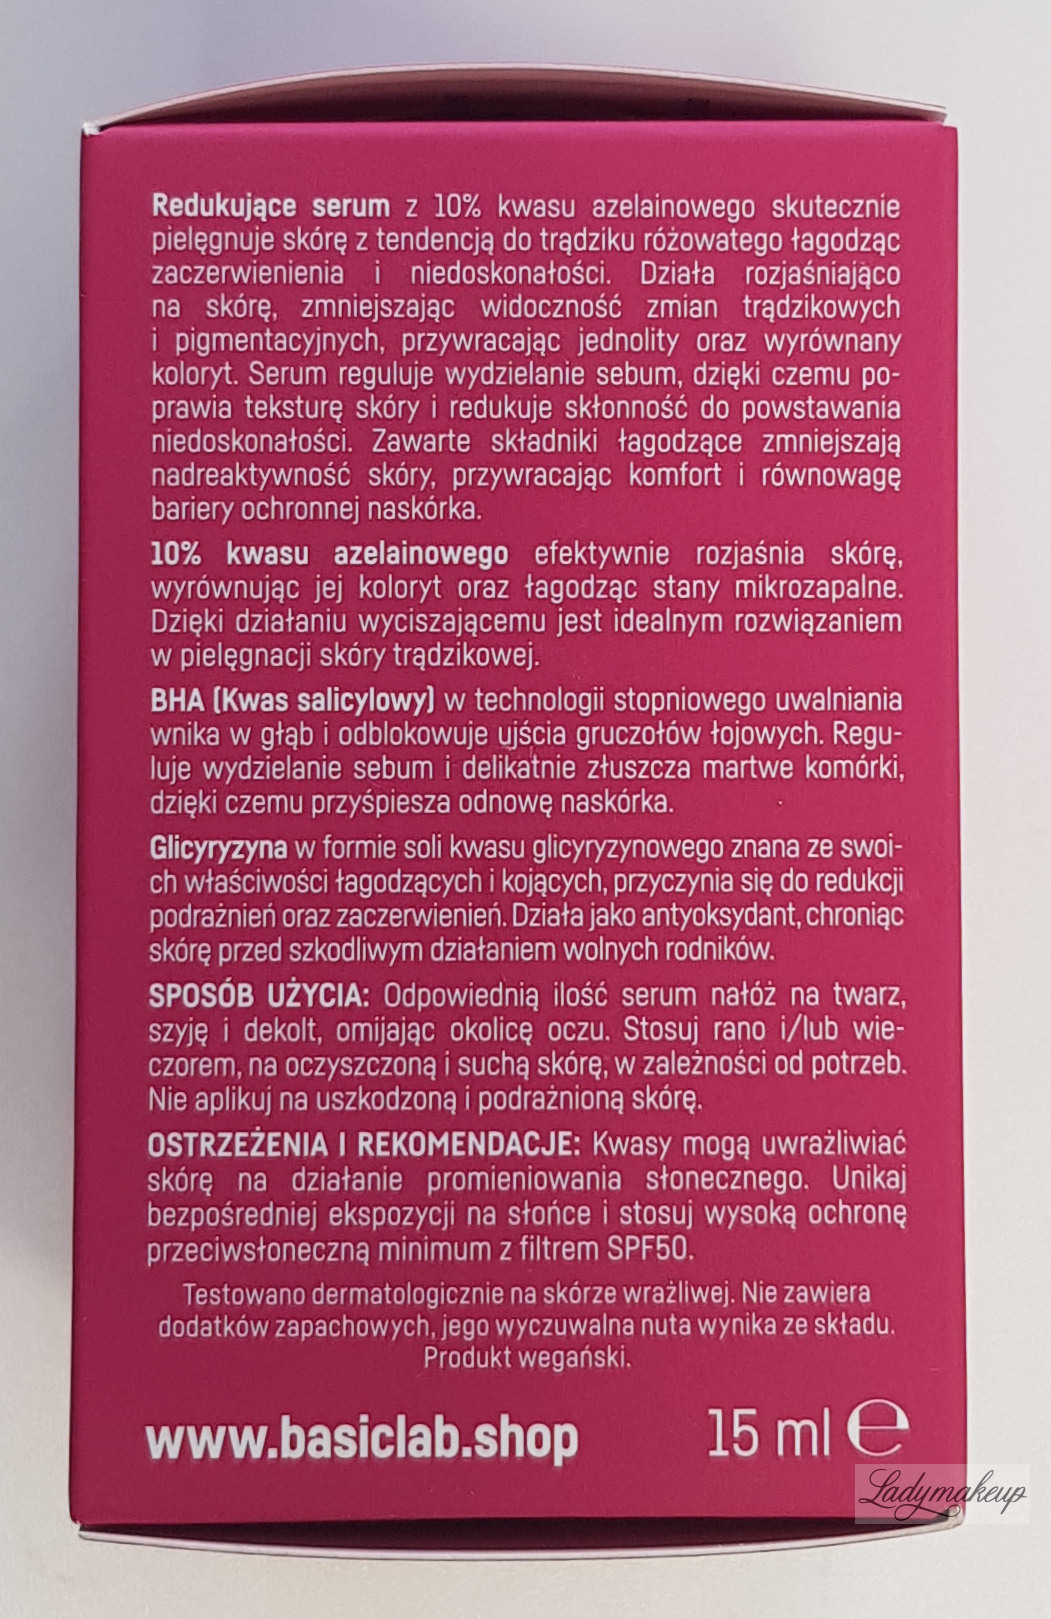 Redukujące serum z 10% kwasu azelainowego skutecznie
pielęgnuje skórę z tendencją do trądziku różowatego łagodząc
zaczerwienienia i niedoskonałości. Działa rozjaśniająco
na skórę, zmniejszając widoczność zmian trądzikowych
i pigmentacyjnych, przywracając jednolity oraz wyrównany
koloryt. Serum reguluje wydzielanie sebum, dzięki czemu po-
prawia teksturę skóry i redukuje skłonność do powstawania
niedoskonałości. Zawarte składniki łagodzące zmniejszają
nadreaktywność skóry, przywracając komfort i równowagę
bariery ochronnej naskórka.
10% kwasu azelainowego efektywnie rozjaśnia skórę,
wyrównując jej koloryt oraz łagodząc stany mikrozapalne.
Dzięki działaniu wyciszającemu jest idealnym rozwiązaniem
w pielęgnacji skóry trądzikowej.
BHA (Kwas salicylowy) w technologii stopniowego uwalniania
wnika w głąb i odblokowuje ujścia gruczołów łojowych. Regu-
luje wydzielanie sebum i delikatnie złuszcza martwe komórki,
dzięki czemu przyśpiesza odnowę naskórka.
Glicyryzyna w formie soli kwasu glicyryzynowego znana ze swoi-
ch właściwości łagodzących i kojących, przyczynia się do redukcji
podrażnień oraz zaczerwienień. Działa jako antyoksydant, chroniąc
skórę przed szkodliwym działaniem wolnych rodników.
SPOSÓB UŻYCIA: Odpowiednią ilość serum nałóż na twarz,
szyję i dekolt, omijając okolicę oczu. Stosuj rano i/lub wie-
czorem, na oczyszczoną i suchą skórę, w zależności od potrzeb.
Nie aplikuj na uszkodzoną i podrażnioną skórę.
OSTRZEŻENIA I REKOMENDACJE: Kwasy mogą uwrażliwiać
skórę na działanie promieniowania słonecznego. Unikaj
bezpośredniej ekspozycji na słońce i stosuj wysoką ochronę
przeciwsłoneczną minimum z filtrem SPF50.
Testowano dermatologicznie na skórze wrażliwej. Nie zawiera
dodatków zapachowych, jego wyczuwalna nuta wynika ze składu.
Produkt wegański.
www.basiclab.shop 15 ml ℮
Ladymakeup